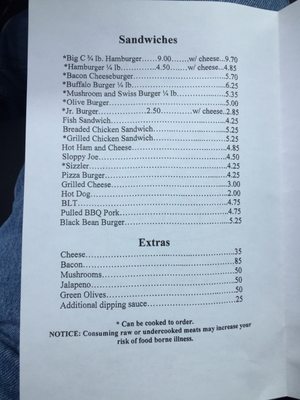 Sandwiches
*Big C ¾ lb. Hamburger……9.00…….w/ cheese..9.70
*Hamburger ¼ lb………4.50………w/ cheese…4.85
*Bacon Cheeseburger……………………………5.70
*Buffalo Burger ¼ lb……………………………6.25
*Mushroom and Swiss Burger ¼ lb……………5.35
*Olive Burger……………………………………5.00
*Jr. Burger………………2.50…………w/ cheese.2.85
Fish Sandwich……………………………………4.25
Breaded Chicken Sandwich………………………5.25
*Grilled Chicken Sandwich………………………5.25
Hot Ham and Cheese……………………………4.85
Sloppy Joe…………………………………………4.50
*Sizzler……………………………………………4.25
Pizza Burger………………………………………4.25
Grilled Cheese……………………………………3.00
Hot Dog……………………………………………2.00
BLT…………………………………………………4.75
Pulled BBQ Pork…………………………………4.75
Black Bean Burger………………………………5.25
Extras
Cheese………………………………………………35
Bacon…………………………………………………85
Mushrooms…………………………………………50
Jalapeno……………………………………………50
Green Olives………………………………………50
Additional dipping sauce…………………………25
* Can be cooked to order.
NOTICE: Consuming raw or undercooked meats may increase your
risk of food borne illness.